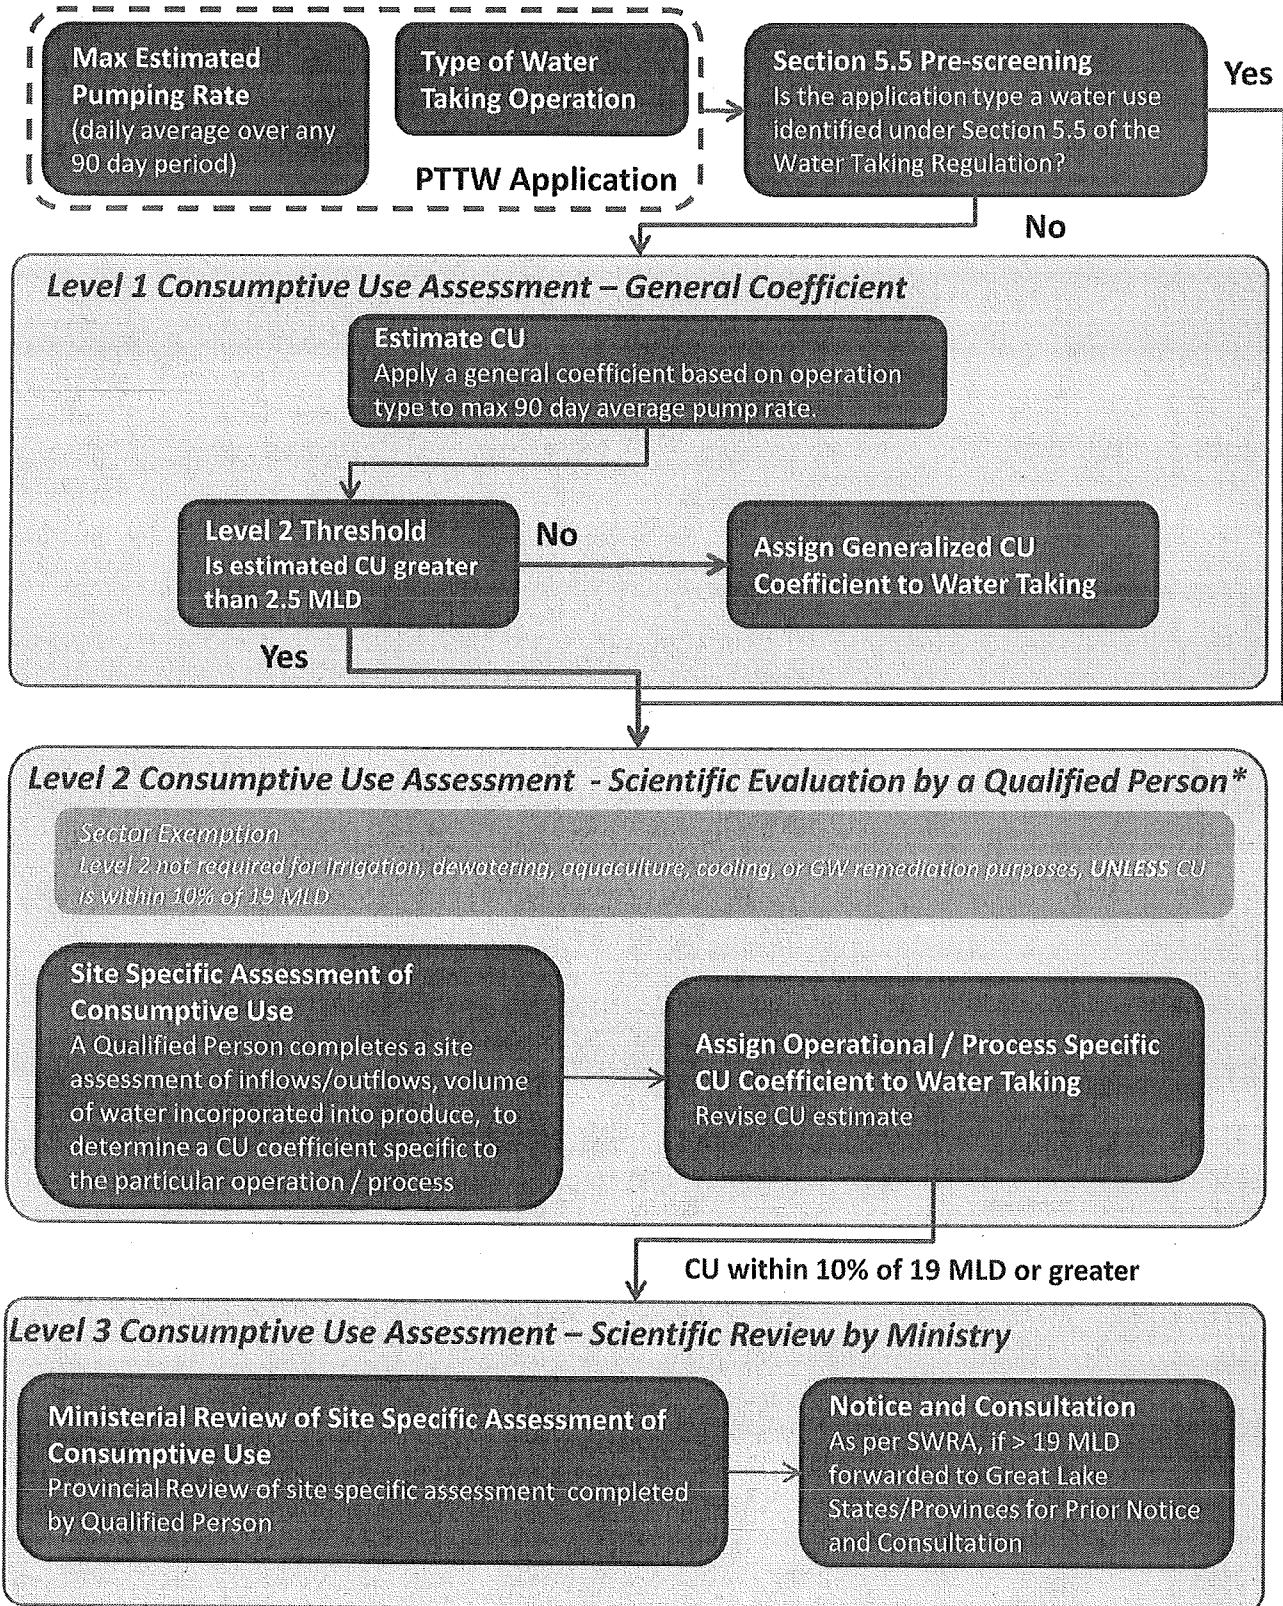 Max Estimated
Pumping Rate
(daily average over any
90 day period)
Type of Water
Taking Operation
PTTW Application
Section 5.5 Pre-screening
Is the application type a water use
identified under Section 5.5 of the
Water Taking Regulation?
Yes
No
Level 1 Consumptive Use Assessment – General Coefficient
Estimate CU
Apply a general coefficient based on operation
type to max 90 day average pump rate.
Level 2 Threshold
Is estimated CU greater
than 2.5 MLD
No
Assign Generalized CU
Coefficient to Water Taking
Yes
Level 2 Consumptive Use Assessment - Scientific Evaluation by a Qualified Person*
Sector Exemption
Level 2 not required for irrigation, dewatering, aquaculture, cooling, or GW remediation purposes, UNLESS CU
is within 10% of 19 MLD
Site Specific Assessment of
Consumptive Use
A Qualified Person completes a site
assessment of inflows/outflows, volume
of water incorporated into produce, to
determine a CU coefficient specific to
the particular operation / process
Assign Operational / Process Specific
CU Coefficient to Water Taking
Revise CU estimate
CU within 10% of 19 MLD or greater
Level 3 Consumptive Use Assessment – Scientific Review by Ministry
Ministerial Review of Site Specific Assessment of
Consumptive Use
Provincial Review of site specific assessment completed
by Qualified Person
Notice and Consultation
As per SWRA, if > 19 MLD
forwarded to Great Lake
States/Provinces for Prior Notice
and Consultation